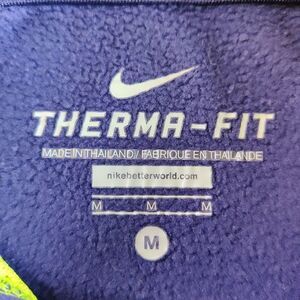 THERMA-FIT
MADE IN THAILAND / FABRIQUE EN THAILANDE
nikebetterworld.com
M M M
M